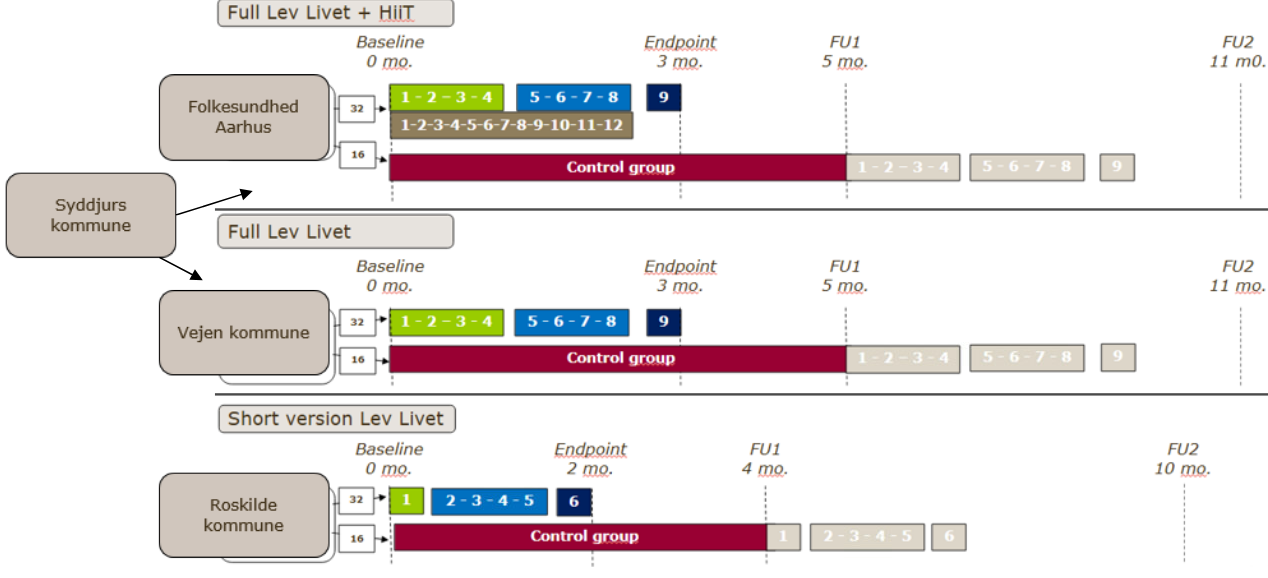 Full Lev Livet + HiiT
Baseline
0 mo.
Endpoint
3 mo.
FU1
5 mo.
FU2
11 m0.
Folkesundhed
Aarhus
32
1 - 2 - 3 - 4
5 - 6 - 7 - 8
9
1-2-3-4-5-6-7-8-9-10-11-12
16
Control group
1 - 2 - 3 - 4
5 - 6 - 7 - 8
9
Syddjurs
kommune
Full Lev Livet
Baseline
0 mo.
Endpoint
3 mo.
FU1
5 mo.
FU2
11 mo.
Vejen kommune
32
1 - 2 - 3 - 4
5 - 6 - 7 - 8
9
16
Control group
1 - 2 - 3 - 4
5 - 6 - 7 - 8
9
Short version Lev Livet
Baseline
0 mo.
Endpoint
2 mo.
FU1
4 mo.
FU2
10 mo.
Roskilde
kommune
32
1
2 - 3 - 4 - 5
6
16
Control group
1
2 - 3 - 4 - 5
6